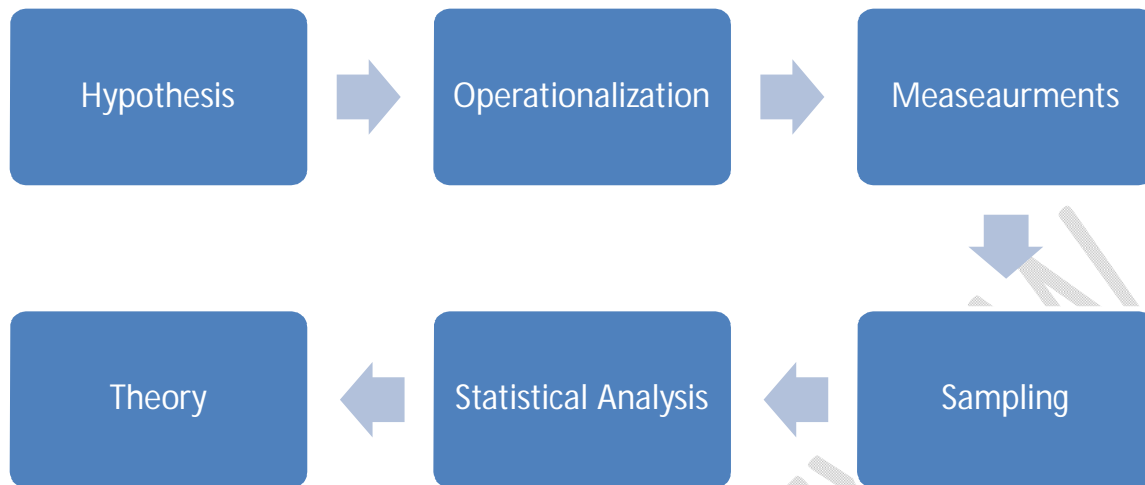 Hypothesis
Operationalization
Measeaurments
Sampling
Statistical Analysis
Theory